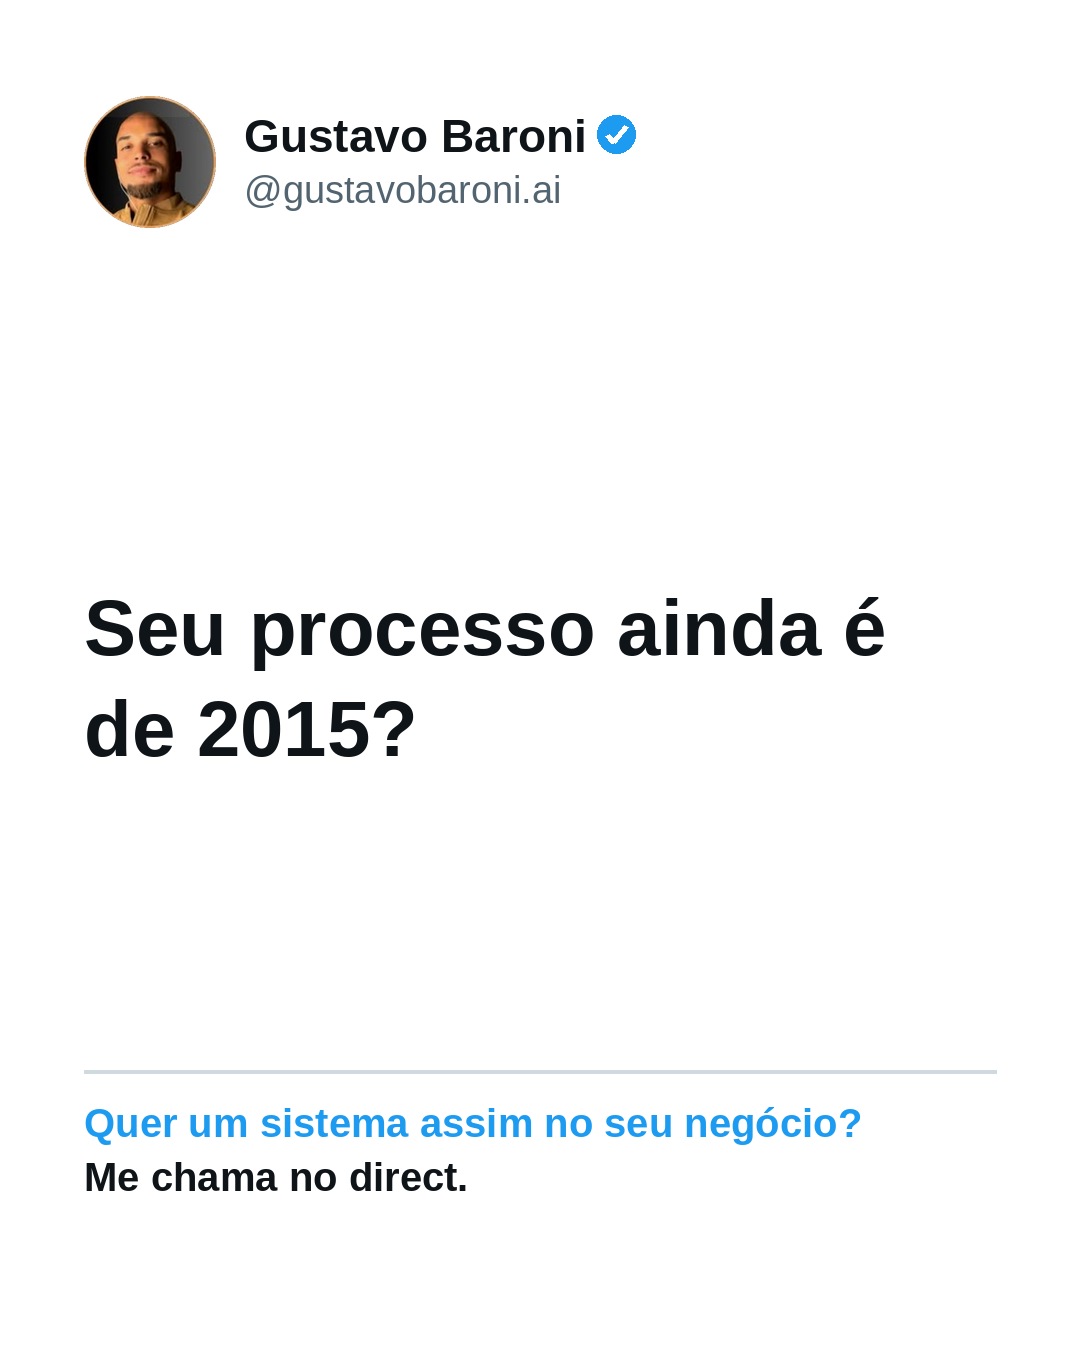 Gustavo Baroni
@gustavobaroni.ai
Seu processo ainda é
de 2015?
Quer um sistema assim no seu negócio?
Me chama no direct.